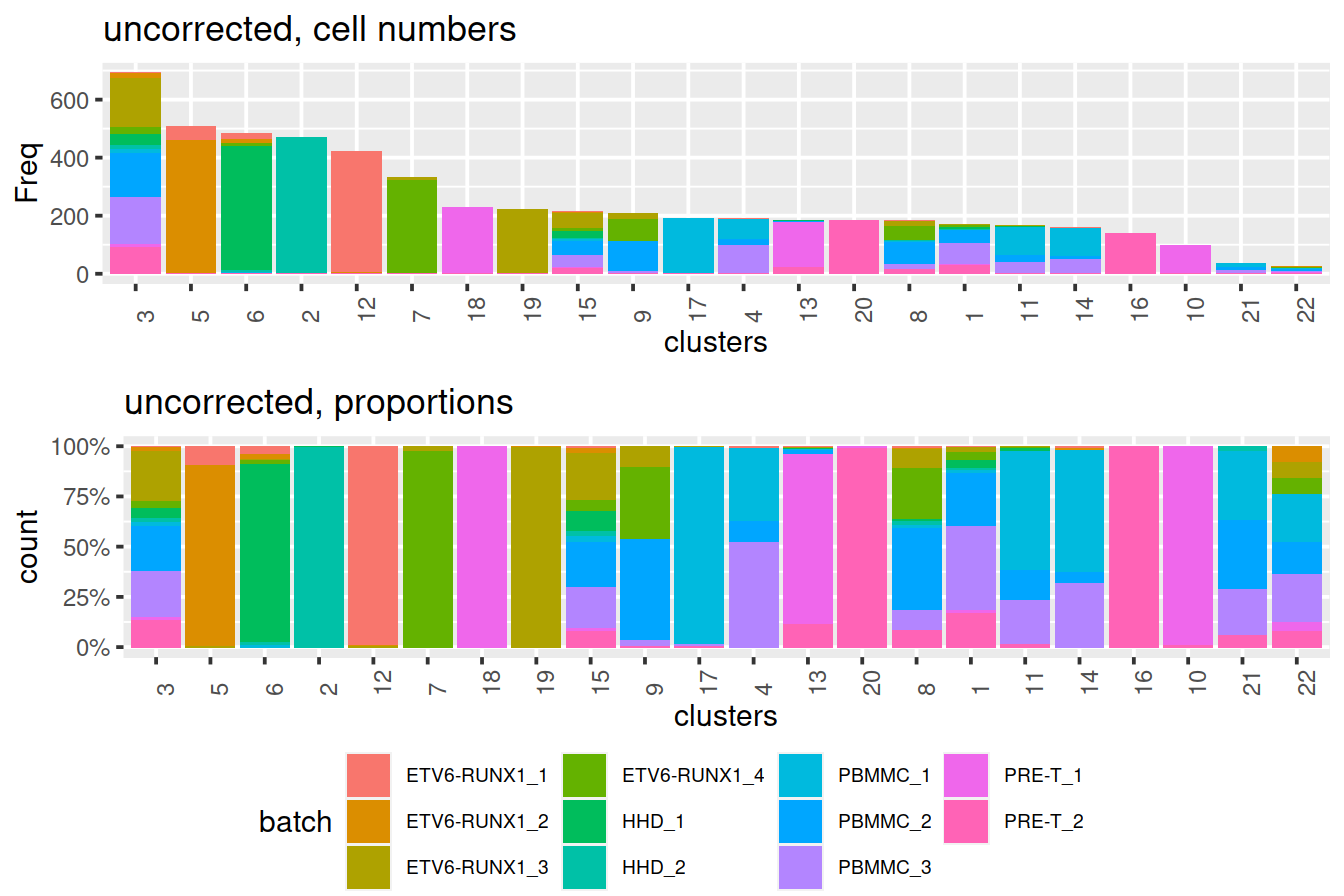 uncorrected, cell numbers
Freq
600
400
200
0
3 5 6 2 12 7 18 19 15 9 17 4 13 20 8 1 11 14 16 10 21 22
clusters
uncorrected, proportions
count
100%
75%
50%
25%
0%
3 5 6 2 12 7 18 19 15 9 17 4 13 20 8 1 11 14 16 10 21 22
clusters
batch
ETV6-RUNX1_1 ETV6-RUNX1_4 PBMMC_1 PRE-T_1
ETV6-RUNX1_2 HHD_1 PBMMC_2 PRE-T_2
ETV6-RUNX1_3 HHD_2 PBMMC_3